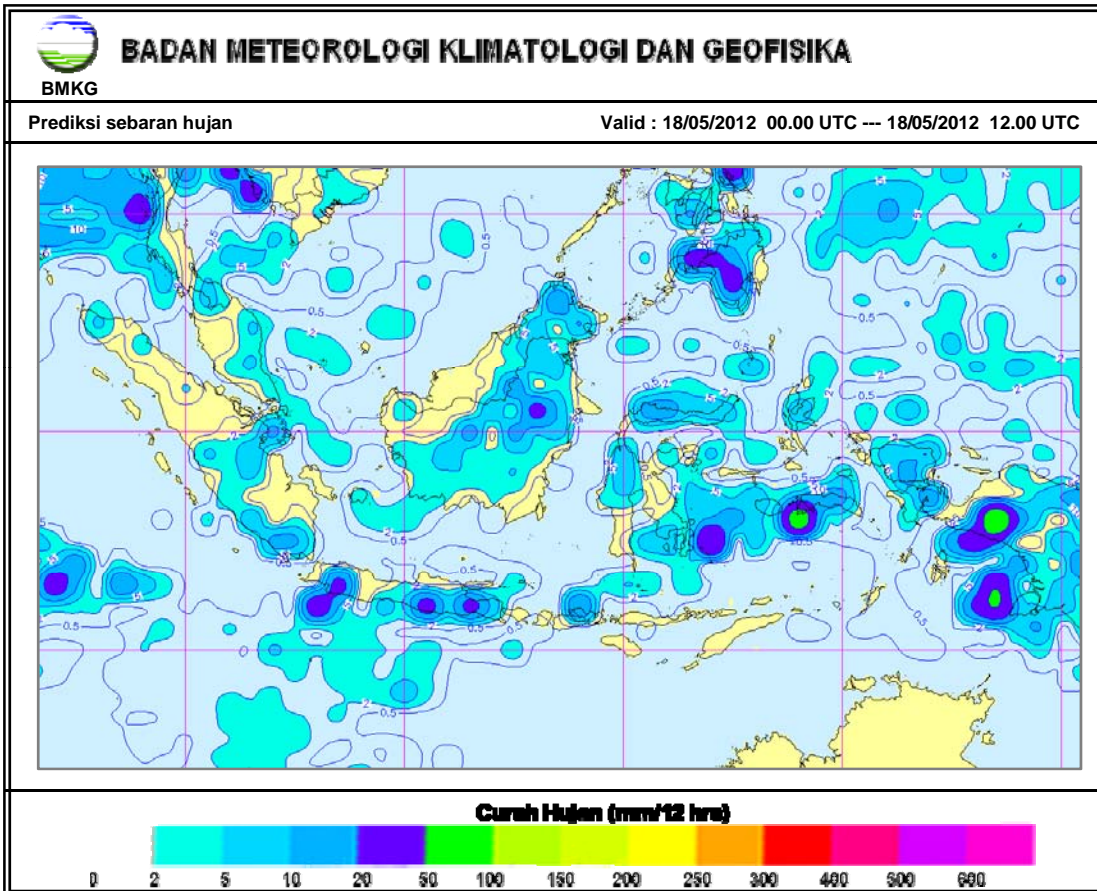 BADAN METEOROLOGI KLIMATOLOGI DAN GEOFISIKA
BMKG
Prediksi sebaran hujan
Valid : 18/05/2012 00.00 UTC --- 18/05/2012 12.00 UTC
Curah Hujan (mm/12 hrs)
0 2 5 10 20 50 100 150 200 250 300 400 500 600